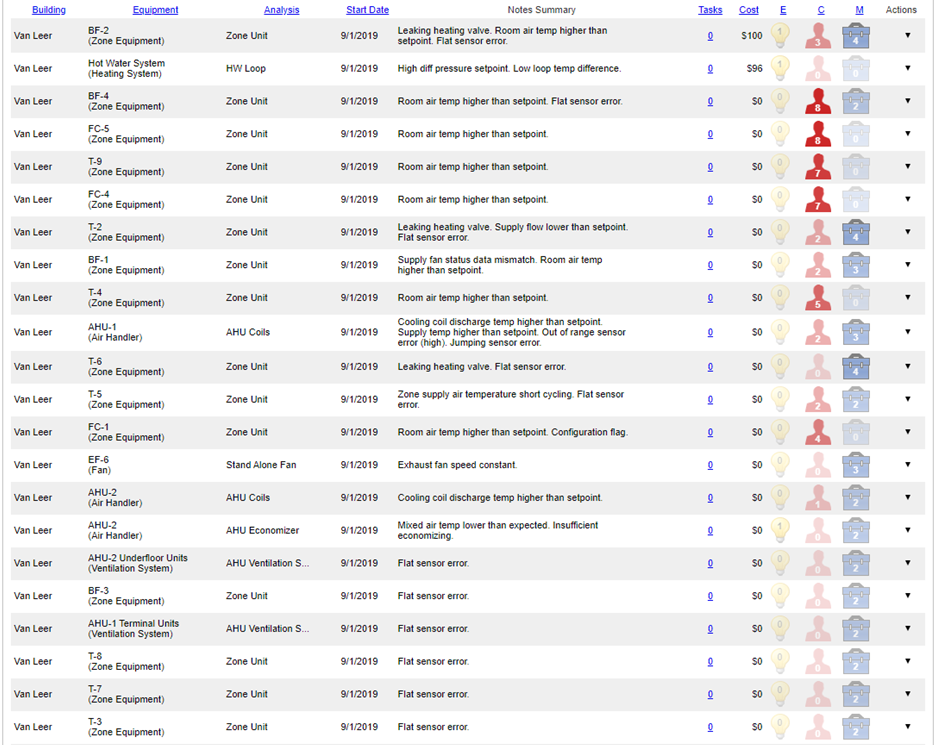 Building Equipment Analysis Start Date Notes Summary Tasks Cost E C M Actions
Van Leer BF-2 (Zone Equipment) Zone Unit 9/1/2019 Leaking heating valve. Room air temp higher than setpoint. Flat sensor error. 0 $100 1 3 4
Van Leer Hot Water System (Heating System) HW Loop 9/1/2019 High diff pressure setpoint. Low loop temp difference. 0 $96 1 0 0
Van Leer BF-4 (Zone Equipment) Zone Unit 9/1/2019 Room air temp higher than setpoint. Flat sensor error. 0 $0 0 8 2
Van Leer FC-5 (Zone Equipment) Zone Unit 9/1/2019 Room air temp higher than setpoint. 0 $0 0 8 0
Van Leer T-9 (Zone Equipment) Zone Unit 9/1/2019 Room air temp higher than setpoint. 0 $0 0 7 0
Van Leer FC-4 (Zone Equipment) Zone Unit 9/1/2019 Room air temp higher than setpoint. 0 $0 0 7 0
Van Leer T-2 (Zone Equipment) Zone Unit 9/1/2019 Leaking heating valve. Supply flow lower than setpoint. Flat sensor error. 0 $0 0 2 4
Van Leer BF-1 (Zone Equipment) Zone Unit 9/1/2019 Supply fan status data mismatch. Room air temp higher than setpoint. 0 $0 0 2 3
Van Leer T-4 (Zone Equipment) Zone Unit 9/1/2019 Room air temp higher than setpoint. 0 $0 0 5 0
Van Leer AHU-1 (Air Handler) AHU Coils 9/1/2019 Cooling coil discharge temp higher than setpoint. Supply temp higher than setpoint. Out of range sensor error (high). Jumping sensor error. 0 $0 0 2 3
Van Leer T-6 (Zone Equipment) Zone Unit 9/1/2019 Leaking heating valve. Flat sensor error. 0 $0 0 0 4
Van Leer T-5 (Zone Equipment) Zone Unit 9/1/2019 Zone supply air temperature short cycling. Flat sensor error. 0 $0 0 2 2
Van Leer FC-1 (Zone Equipment) Zone Unit 9/1/2019 Room air temp higher than setpoint. Configuration flag. 0 $0 0 4 0
Van Leer EF-6 (Fan) Stand Alone Fan 9/1/2019 Exhaust fan speed constant. 0 $0 0 0 3
Van Leer AHU-2 (Air Handler) AHU Coils 9/1/2019 Cooling coil discharge temp higher than setpoint. 0 $0 0 1 2
Van Leer AHU-2 (Air Handler) AHU Economizer 9/1/2019 Mixed air temp lower than expected. Insufficient economizing. 0 $0 1 0 2
Van Leer AHU-2 Underfloor Units (Ventilation System) AHU Ventilation S... 9/1/2019 Flat sensor error. 0 $0 0 0 2
Van Leer BF-3 (Zone Equipment) Zone Unit 9/1/2019 Flat sensor error. 0 $0 0 0 2
Van Leer AHU-1 Terminal Units (Ventilation System) AHU Ventilation S... 9/1/2019 Flat sensor error. 0 $0 0 0 2
Van Leer T-8 (Zone Equipment) Zone Unit 9/1/2019 Flat sensor error. 0 $0 0 0 2
Van Leer T-7 (Zone Equipment) Zone Unit 9/1/2019 Flat sensor error. 0 $0 0 0 2
Van Leer T-3 (Zone Equipment) Zone Unit 9/1/2019 Flat sensor error. 0 $0 0 0 2